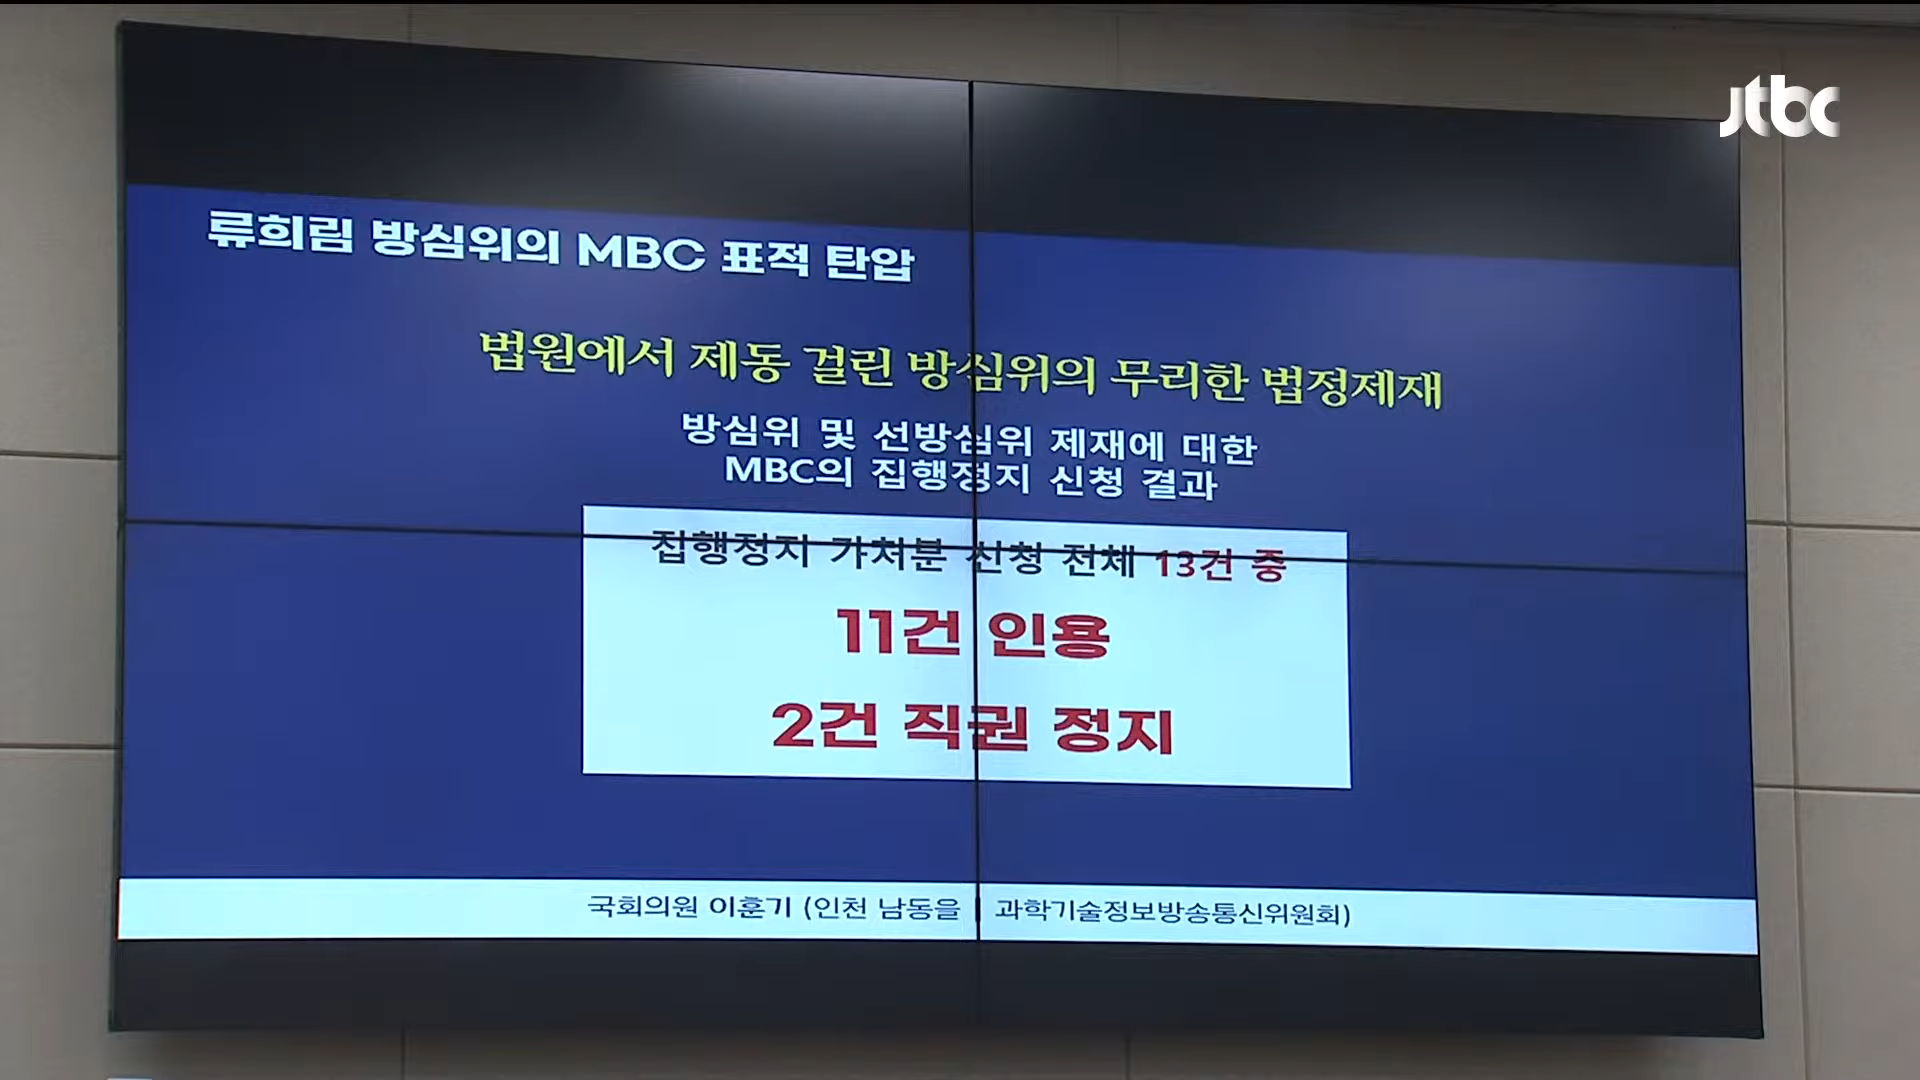 jtbc
류희림 방심위의 MBC 표적 탄압
법원에서 제동 걸린 방심위의 무리한 법정제재
방심위 및 선방심위 제재에 대한
MBC의 집행정지 신청 결과
집행정지 가처분 신청 전체 13건 중
11건 인용
2건 직권 정지
국회의원 이훈기 (인천 남동을 | 과학기술정보방송통신위원회)